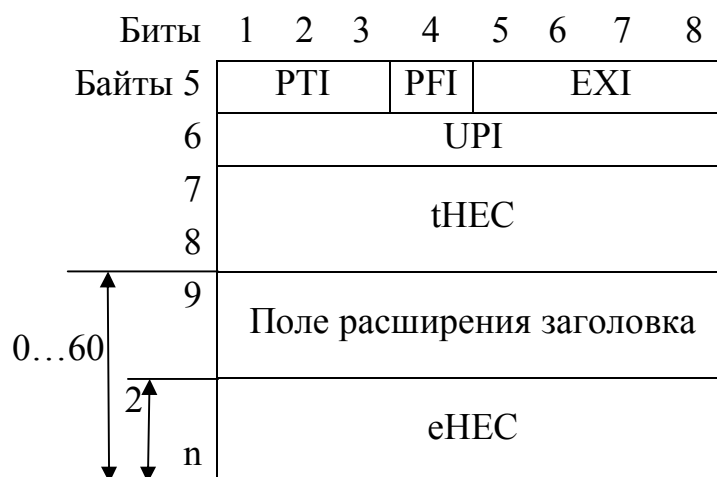 Биты 1 2 3 4 5 6 7 8
Байты 5 PTI PFI EXI
6 UPI
7
tHEC
8
9
Поле расширения заголовка
0…60
2
eHEC
n